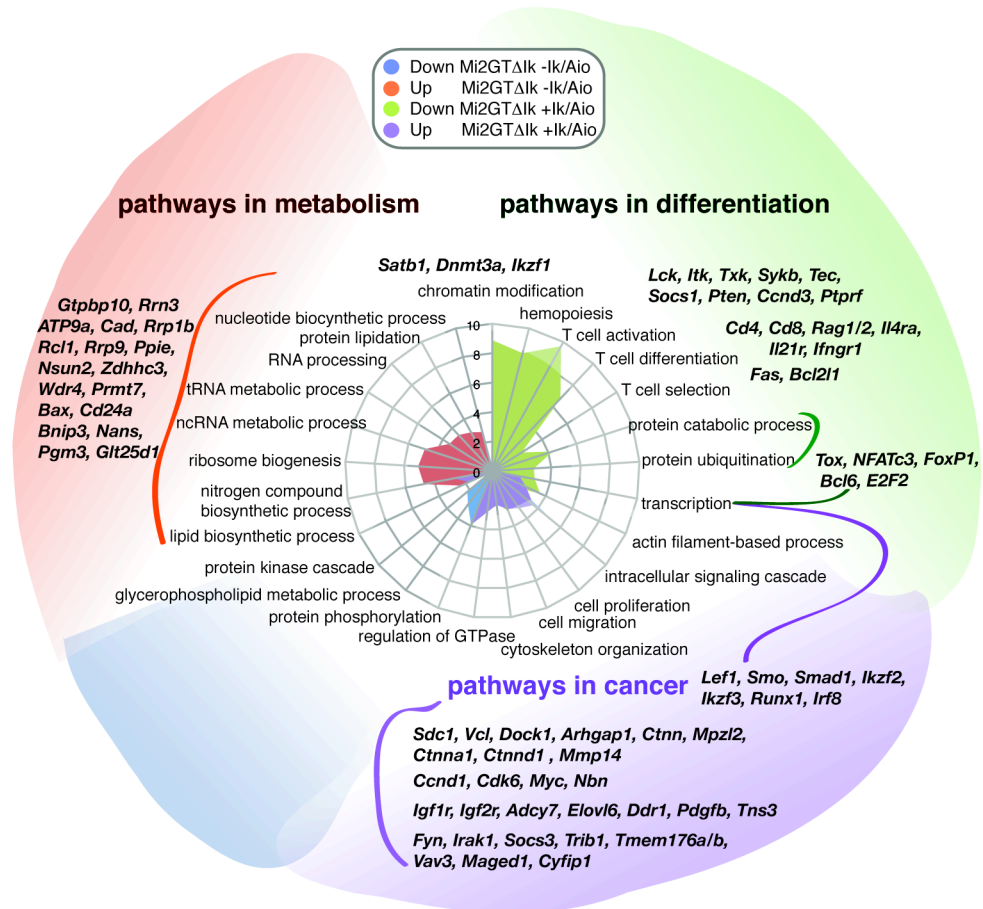 Down Mi2GTΔIk -Ik/Aio
Up Mi2GTΔIk -Ik/Aio
Down Mi2GTΔIk +Ik/Aio
Up Mi2GTΔIk +Ik/Aio
pathways in metabolism
pathways in differentiation
Satb1, Dnmt3a, Ikzf1
chromatin modification
hemopoiesis
T cell activation
T cell differentiation
T cell selection
protein catabolic process
protein ubiquitination
transcription
actin filament-based process
intracellular signaling cascade
cell proliferation
cell migration
cytoskeleton organization
regulation of GTPase
protein phosphorylation
glycerophospholipid metabolic process
protein kinase cascade
lipid biosynthetic process
nitrogen compound
biosynthetic process
ribosome biogenesis
ncRNA metabolic process
tRNA metabolic process
RNA processing
protein lipidation
nucleotide biosynthetic process
10
8
6
4
2
0
Gtpbp10, Rrn3
ATP9a, Cad, Rrp1b
Rcl1, Rrp9, Ppie,
Nsun2, Zdhhc3,
Wdr4, Prmt7,
Bax, Cd24a
Bnip3, Nans,
Pgm3, Glt25d1
Lck, Itk, Txk, Sykb, Tec,
Socs1, Pten, Ccnd3, Ptprf
Cd4, Cd8, Rag1/2, Il4ra,
Il21r, Ifngr1
Fas, Bcl2l1
Tox, NFATc3, FoxP1,
Bcl6, E2F2
pathways in cancer
Lef1, Smo, Smad1, Ikzf2,
Ikzf3, Runx1, Irf8
Sdc1, Vcl, Dock1, Arhgap1, Ctnn, Mpzl2,
Ctnna1, Ctnnd1 , Mmp14
Ccnd1, Cdk6, Myc, Nbn
Igf1r, Igf2r, Adcy7, Elovl6, Ddr1, Pdgfb, Tns3
Fyn, Irak1, Socs3, Trib1, Tmem176a/b,
Vav3, Maged1, Cyfip1